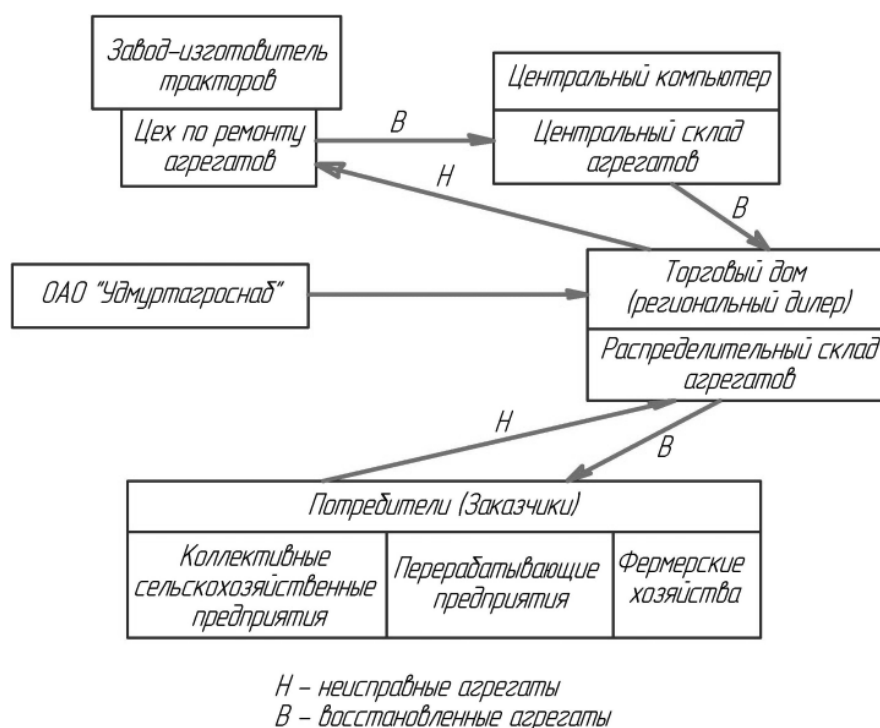 Завод-изготовитель
тракторов
Цех по ремонту
агрегатов
В
Н
Центральный компьютер
Центральный склад
агрегатов
В
ОАО "Удмуртагроснаб"
Торговый дом
(региональный дилер)
Распределительный склад
агрегатов
Н
В
Потребители (Заказчики)
Коллективные
сельскохозяйственные
предприятия
Перерабатывающие
предприятия
Фермерские
хозяйства
Н – неисправные агрегаты
В – восстановленные агрегаты